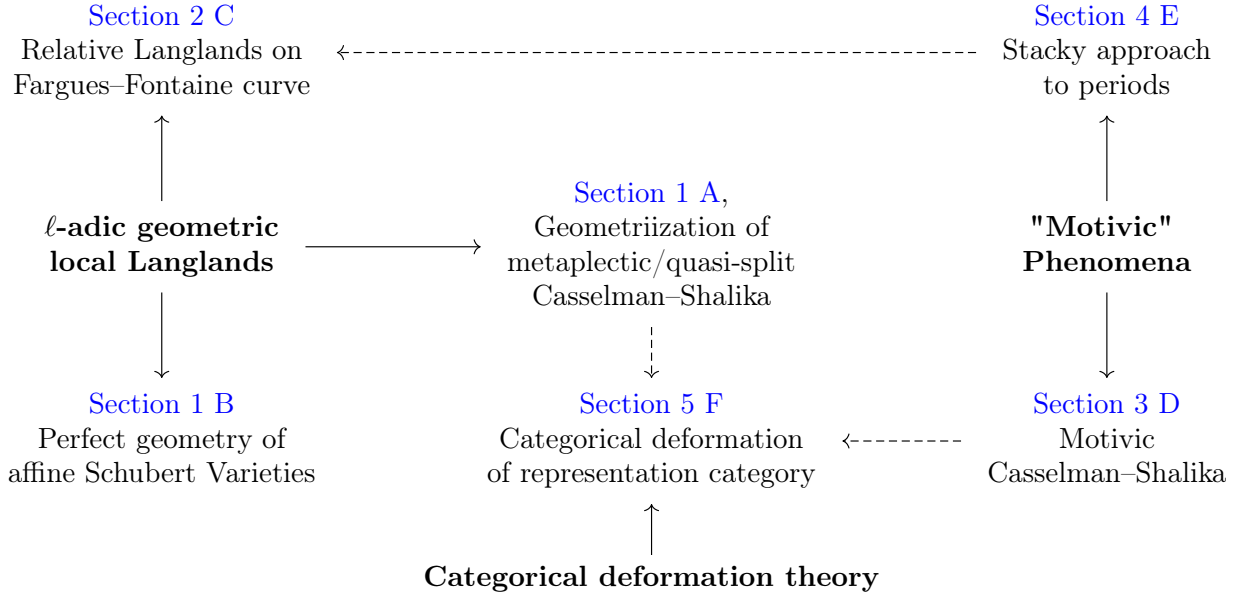 Section 2 C
Relative Langlands on
Fargues–Fontaine curve
Section 4 E
Stacky approach
to periods
ℓ-adic geometric
local Langlands
Section 1 A,
Geometriization of
metaplectic/quasi-split
Casselman–Shalika
"Motivic"
Phenomena
Section 1 B
Perfect geometry of
affine Schubert Varieties
Section 5 F
Categorical deformation
of representation category
Section 3 D
Motivic
Casselman–Shalika
Categorical deformation theory